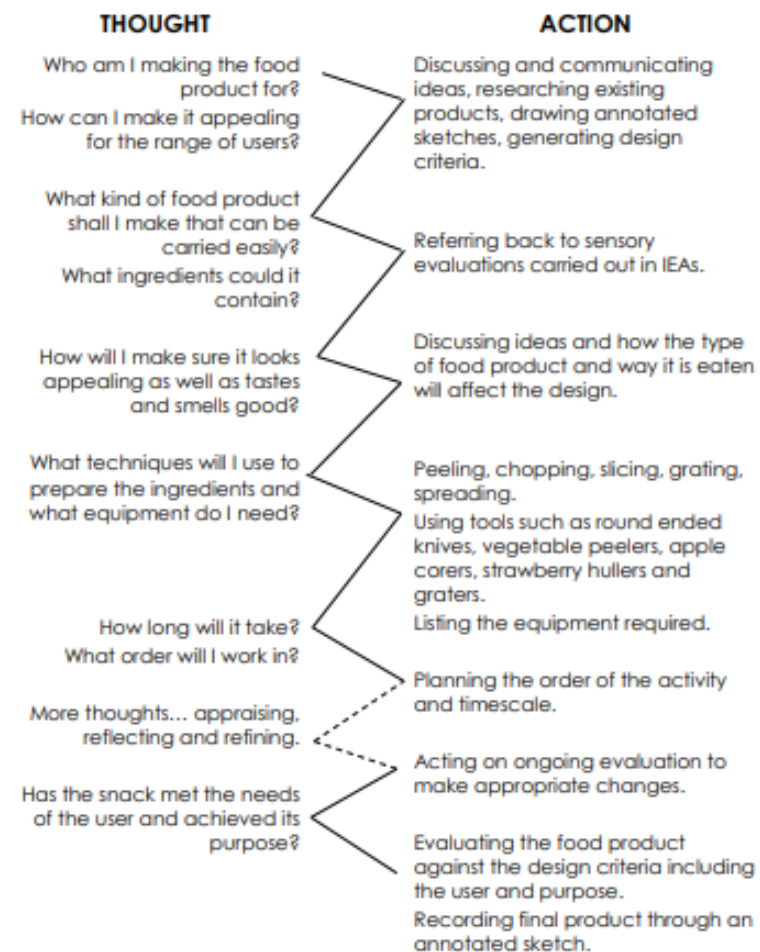 THOUGHT
ACTION
Who am I making the food
product for?
How can I make it appealing
for the range of users?
Discussing and communicating
ideas, researching existing
products, drawing annotated
sketches, generating design
criteria.
What kind of food product
shall I make that can be
carried easily?
What ingredients could it
contain?
Referring back to sensory
evaluations carried out in IEAs.
How will I make sure it looks
appealing as well as tastes
and smells good?
Discussing ideas and how the type
of food product and way it is eaten
will affect the design.
What techniques will I use to
prepare the ingredients and
what equipment do I need?
Peeling, chopping, slicing, grating,
spreading.
Using tools such as round ended
knives, vegetable peelers, apple
corers, strawberry hullers and
graters.
Listing the equipment required.
How long will it take?
What order will I work in?
Planning the order of the activity
and timescale.
More thoughts... appraising,
reflecting and refining.
Acting on ongoing evaluation to
make appropriate changes.
Has the snack met the needs
of the user and achieved its
purpose?
Evaluating the food product
against the design criteria including
the user and purpose.
Recording final product through an
annotated sketch.